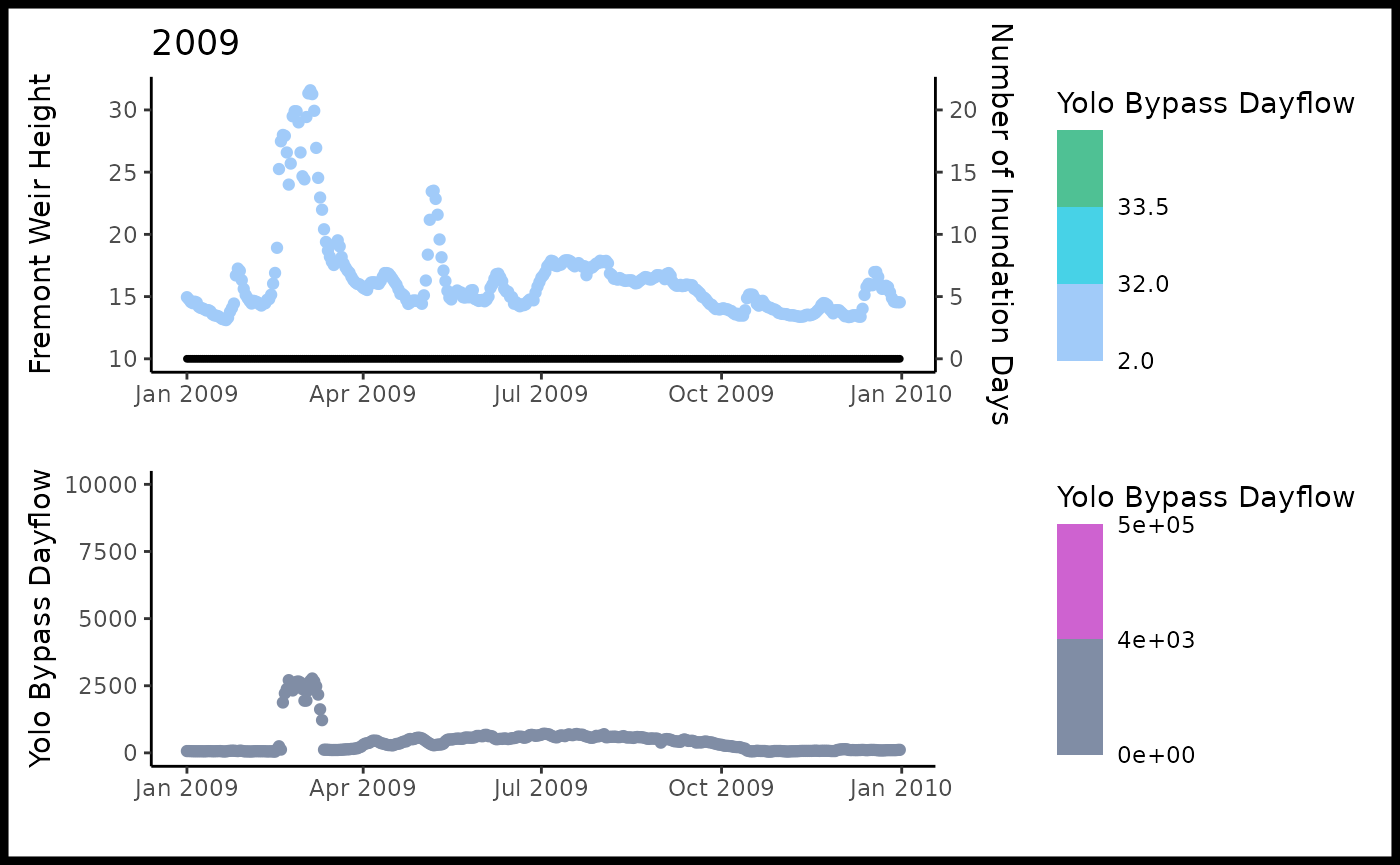 2009
Fremont Weir Height
30
25
20
15
10
20
15
10
5
0
Number of Inundation Days
Jan 2009
Apr 2009
Jul 2009
Oct 2009
Jan 2010
Yolo Bypass Dayflow
33.5
32.0
2.0
Yolo Bypass Dayflow
10000
7500
5000
2500
0
Jan 2009
Apr 2009
Jul 2009
Oct 2009
Jan 2010
Yolo Bypass Dayflow
5e+05
4e+03
0e+00